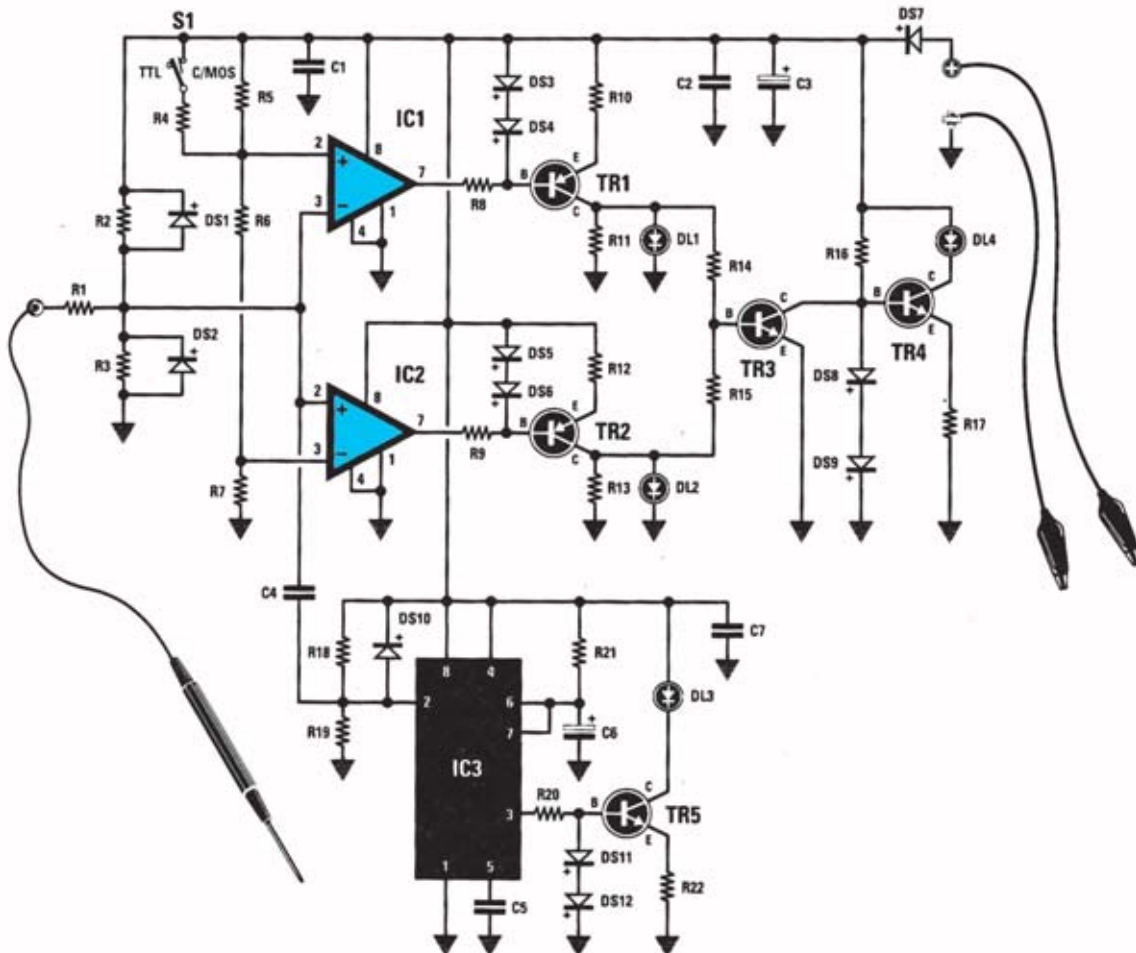 S1
DS7
TTL C/MOS
C1
C2
+ C3
R5
DS3
R10
R4
IC1
DS4
E
2 + 8
B TR1
7
R8
C
3 - 4 1
R2
DS1
R6
R11
DL1
R14
R16
DL4
R1
C
B
C
B
E
TR3
E
TR4
DS2
R3
DS5
R12
DS8
IC2
DS6
E
R15
2 + 8
B TR2
R17
7
R9
C
3 - 4 1
DS9
R7
R13
DL2
C4
DS10
C7
R18
R21
8 4
DL3
2 6
+
R19
7
C6
IC3
R20
C
3
B TR5
E
DS11
1 5
R22
C5
DS12